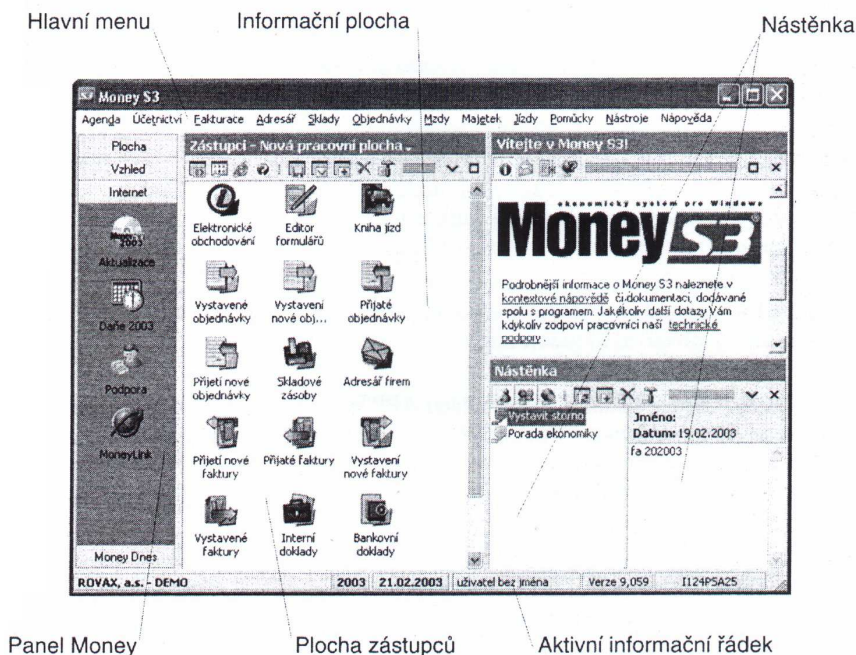 Hlavní menu
Informační plocha
Nástěnka
Money S3
Agenda Účetnictví Fakturace Adresář Sklady Objednávky Mzdy Majetek Jízdy Pomůcky Nástroje Nápověda
Plocha
Vzhled
Internet
Money 2003
Aktualizace
Daně 2003
Podpora
MoneyLink
Money Dnes
Zástupci - Nová pracovní plocha
Elektronické obchodování
Editor formulářů
Kniha jízd
Vystavené objednávky
Vystavení nové obj...
Přijaté objednávky
Přijetí nové objednávky
Skladové zásoby
Adresář firem
Přijetí nové faktury
Přijaté faktury
Vystavení nové faktury
Vystavené faktury
Interní doklady
Bankovní doklady
Vítejte v Money S3!
ekonomický systém pro Windows
Money S3
Podrobnější informace o Money S3 naleznete v
kontextové nápovědě či dokumentaci, dodávané
spolu s programem. Jakékoliv další dotazy Vám
kdykoliv zodpoví pracovníci naší technické
podpory .
Nástěnka
Vystavit storno
Porada ekonomiky
Jméno:
Datum: 19.02.2003
fa 202003
ROVAX, a.s. - DEMO 2003 21.02.2003 uživatel bez jména Verze 9,059 I124PSA25
Panel Money
Plocha zástupců
Aktivní informační řádek